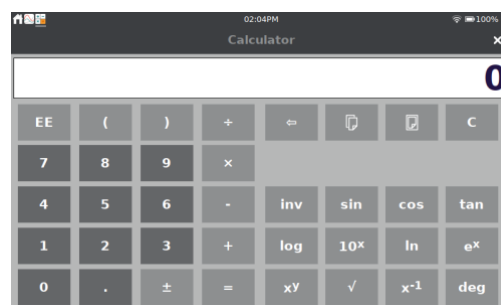 02:04PM 100%
Calculator ×
0
EE ( ) ÷ ⇦ C
7 8 9 ×
4 5 6 - inv sin cos tan
1 2 3 + log 10ˣ ln eˣ
0 . ± = xʸ √ x⁻¹ deg